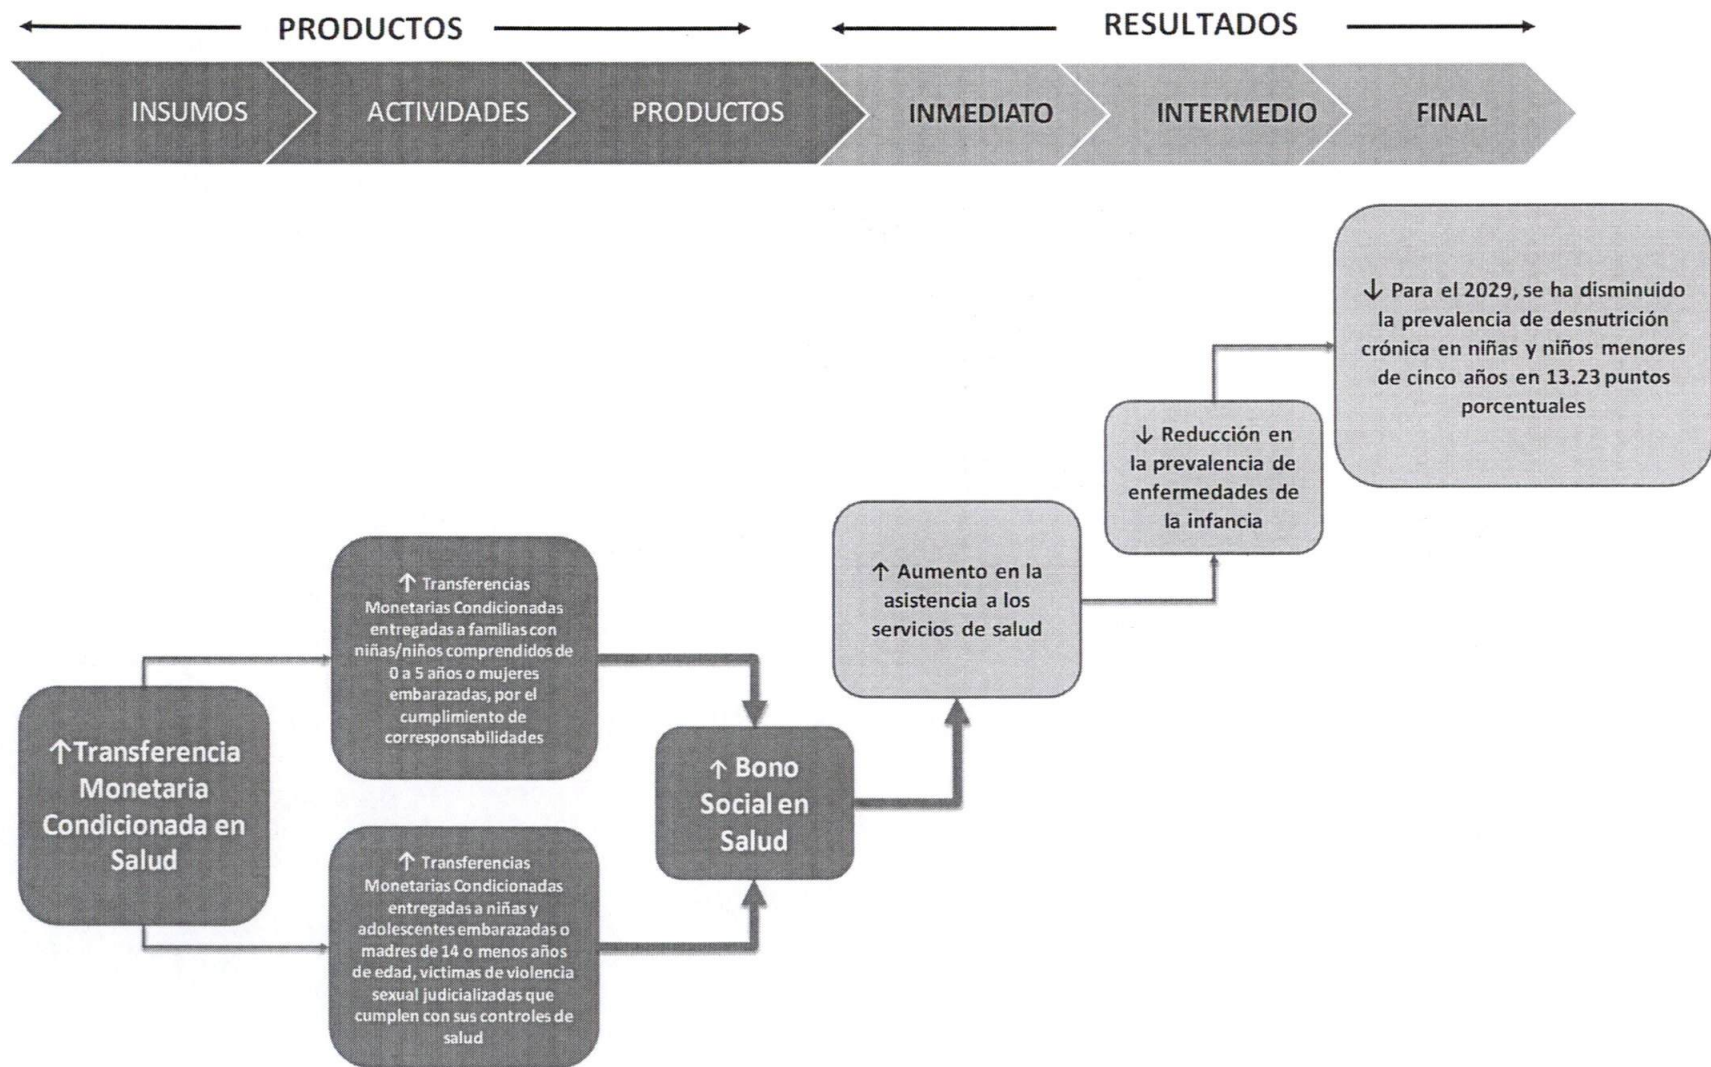 PRODUCTOS
RESULTADOS
INSUMOS
ACTIVIDADES
PRODUCTOS
INMEDIATO
INTERMEDIO
FINAL
↓ Para el 2029, se ha disminuido
la prevalencia de desnutrición
crónica en niñas y niños menores
de cinco años en 13.23 puntos
porcentuales
↓ Reducción en
la prevalencia de
enfermedades de
la infancia
↑ Aumento en la
asistencia a los
servicios de salud
↑ Transferencias
Monetarias Condicionadas
entregadas a familias con
niñas/niños comprendidos de
0 a 5 años o mujeres
embarazadas, por el
cumplimiento de
corresponsabilidades
↑Transferencia
Monetaria
Condicionada en
Salud
↑ Bono
Social en
Salud
↑ Transferencias
Monetarias Condicionadas
entregadas a niñas y
adolescentes embarazadas o
madres de 14 o menos años
de edad, víctimas de violencia
sexual judicializadas que
cumplen con sus controles de
salud